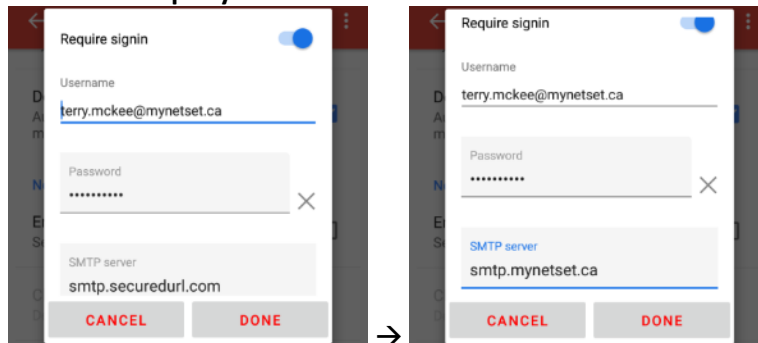 Require signin
Username
terry.mckee@mynetset.ca
Password
••••••••••
SMTP server
smtp.securedurl.com
CANCEL DONE
→
Require signin
Username
terry.mckee@mynetset.ca
Password
••••••••••
SMTP server
smtp.mynetset.ca
CANCEL DONE